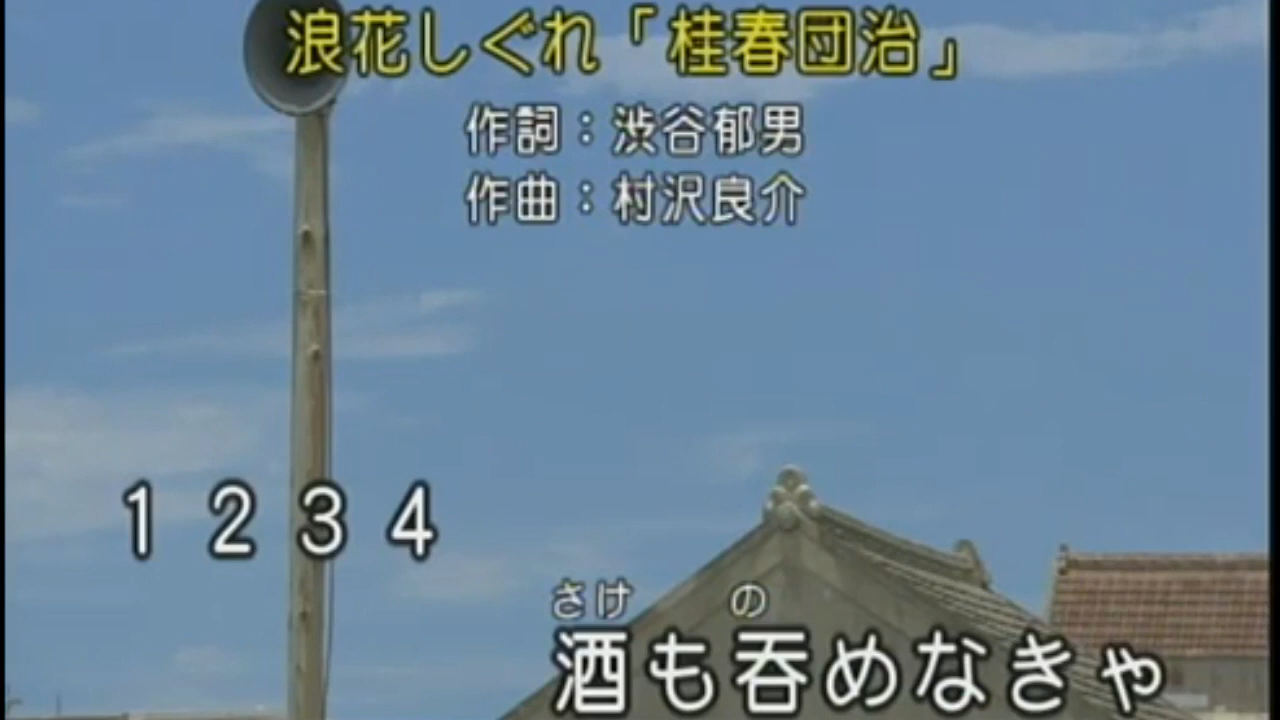 浪花しぐれ「桂春団治」
作詞：渋谷郁男
作曲：村沢良介
1 2 3 4
さけ の
酒も呑めなきゃ